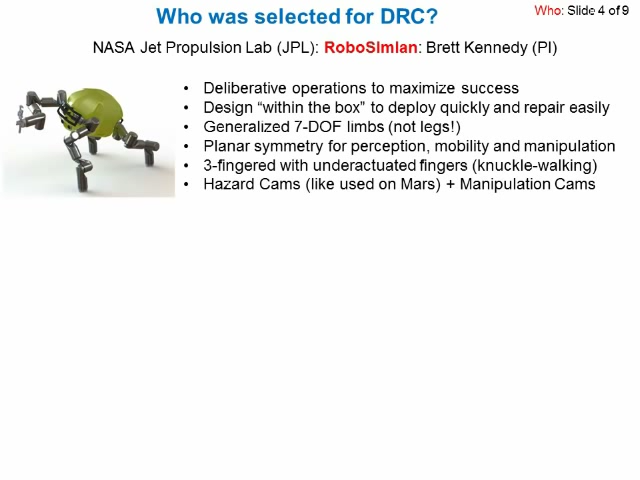 Who was selected for DRC?
Who: Slide 4 of 9
NASA Jet Propulsion Lab (JPL): RoboSimian: Brett Kennedy (PI)
• Deliberative operations to maximize success
• Design “within the box” to deploy quickly and repair easily
• Generalized 7-DOF limbs (not legs!)
• Planar symmetry for perception, mobility and manipulation
• 3-fingered with underactuated fingers (knuckle-walking)
• Hazard Cams (like used on Mars) + Manipulation Cams